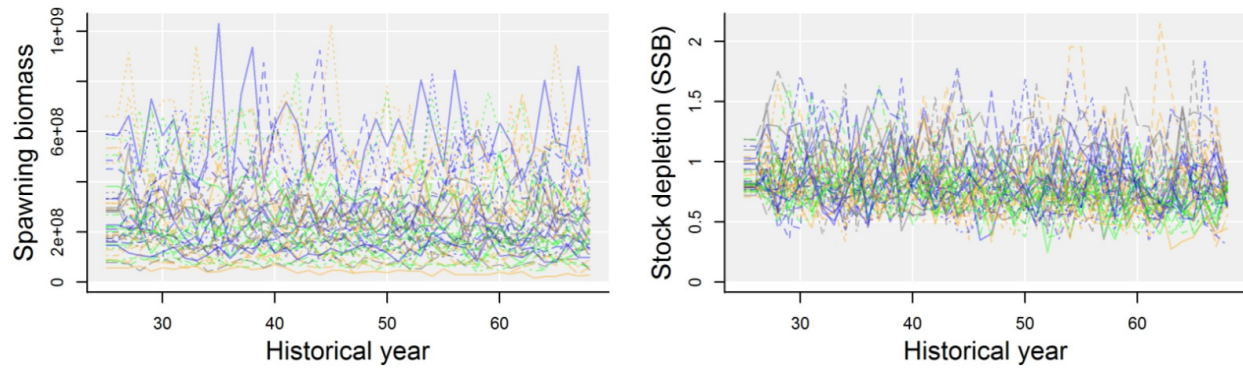 Spawning biomass
0
2e+08
6e+08
1e+09
30
40
50
60
Historical year
Stock depletion (SSB)
0
0.5
1
1.5
2
30
40
50
60
Historical year